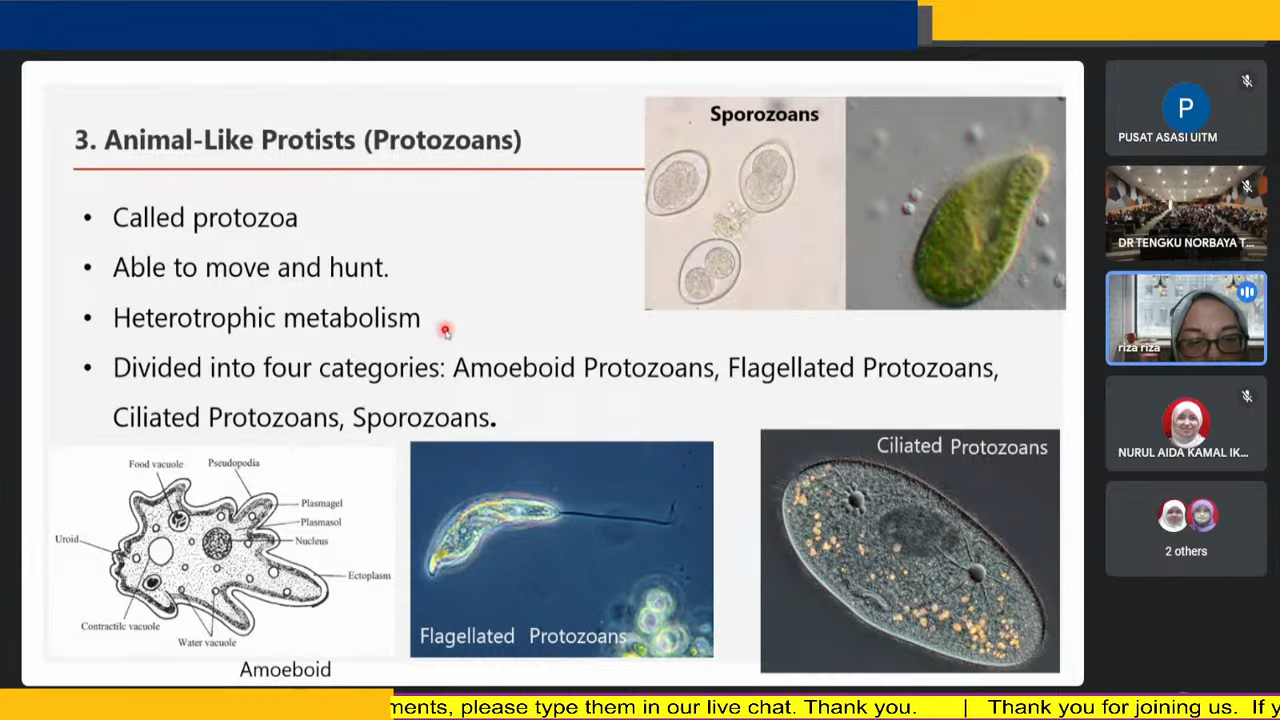 3. Animal-Like Protists (Protozoans)
Sporozoans
• Called protozoa
• Able to move and hunt.
• Heterotrophic metabolism
• Divided into four categories: Amoeboid Protozoans, Flagellated Protozoans,
Ciliated Protozoans, Sporozoans.
Food vacuole
Pseudopodia
Plasmagel
Plasmasol
Nucleus
Uroid
Ectoplasm
Contractile vacuole
Water vacuole
Amoeboid
Flagellated Protozoans
Ciliated Protozoans
P
PUSAT ASASI UITM
DR TENGKU NORBAYA T...
riza riza
NURUL AIDA KAMAL IK...
2 others
ments, please type them in our live chat. Thank you. | Thank you for joining us. If y